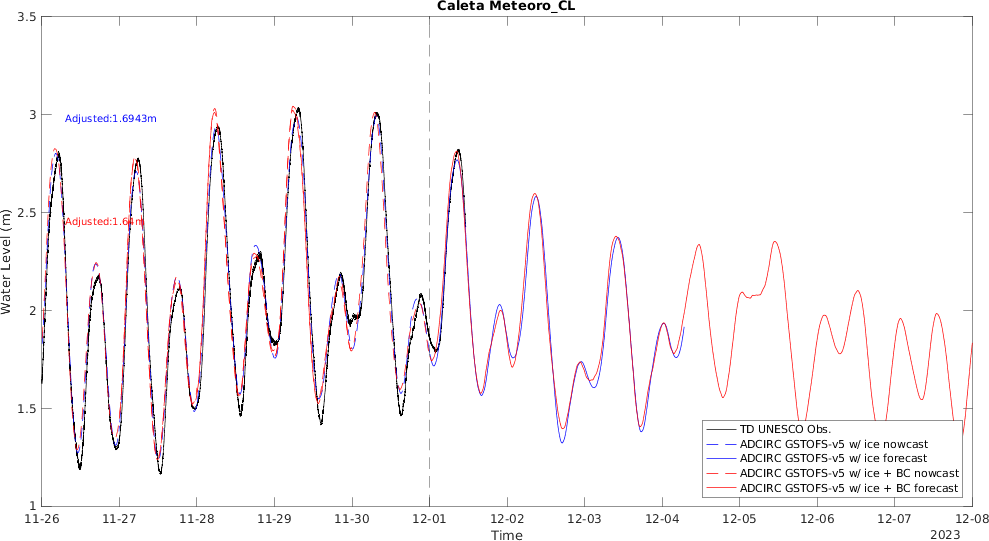 Caleta Meteoro_CL
3.5
3
2.5
2
1.5
1
Water Level (m)
Adjusted:1.6943m
Adjusted:1.64m
TD UNESCO Obs.
ADCIRC GSTOFS-v5 w/ ice nowcast
ADCIRC GSTOFS-v5 w/ ice forecast
ADCIRC GSTOFS-v5 w/ ice + BC nowcast
ADCIRC GSTOFS-v5 w/ ice + BC forecast
11-26 11-27 11-28 11-29 11-30 12-01 12-02 12-03 12-04 12-05 12-06 12-07 12-08
Time
2023